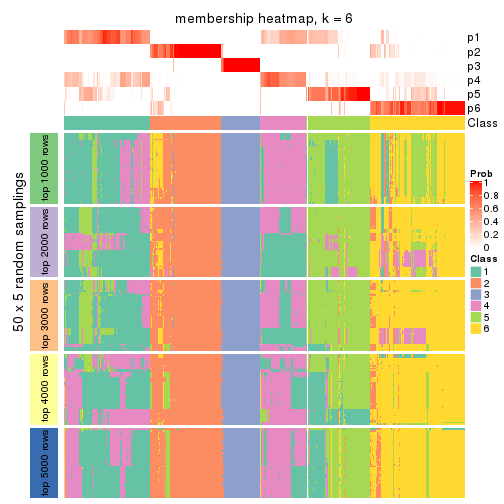 membership heatmap, k = 6
p1
p2
p3
p4
p5
p6
Class
50 x 5 random samplings
top 1000 rows
top 2000 rows
top 3000 rows
top 4000 rows
top 5000 rows
Prob
1
0.8
0.6
0.4
0.2
0
Class
1
2
3
4
5
6